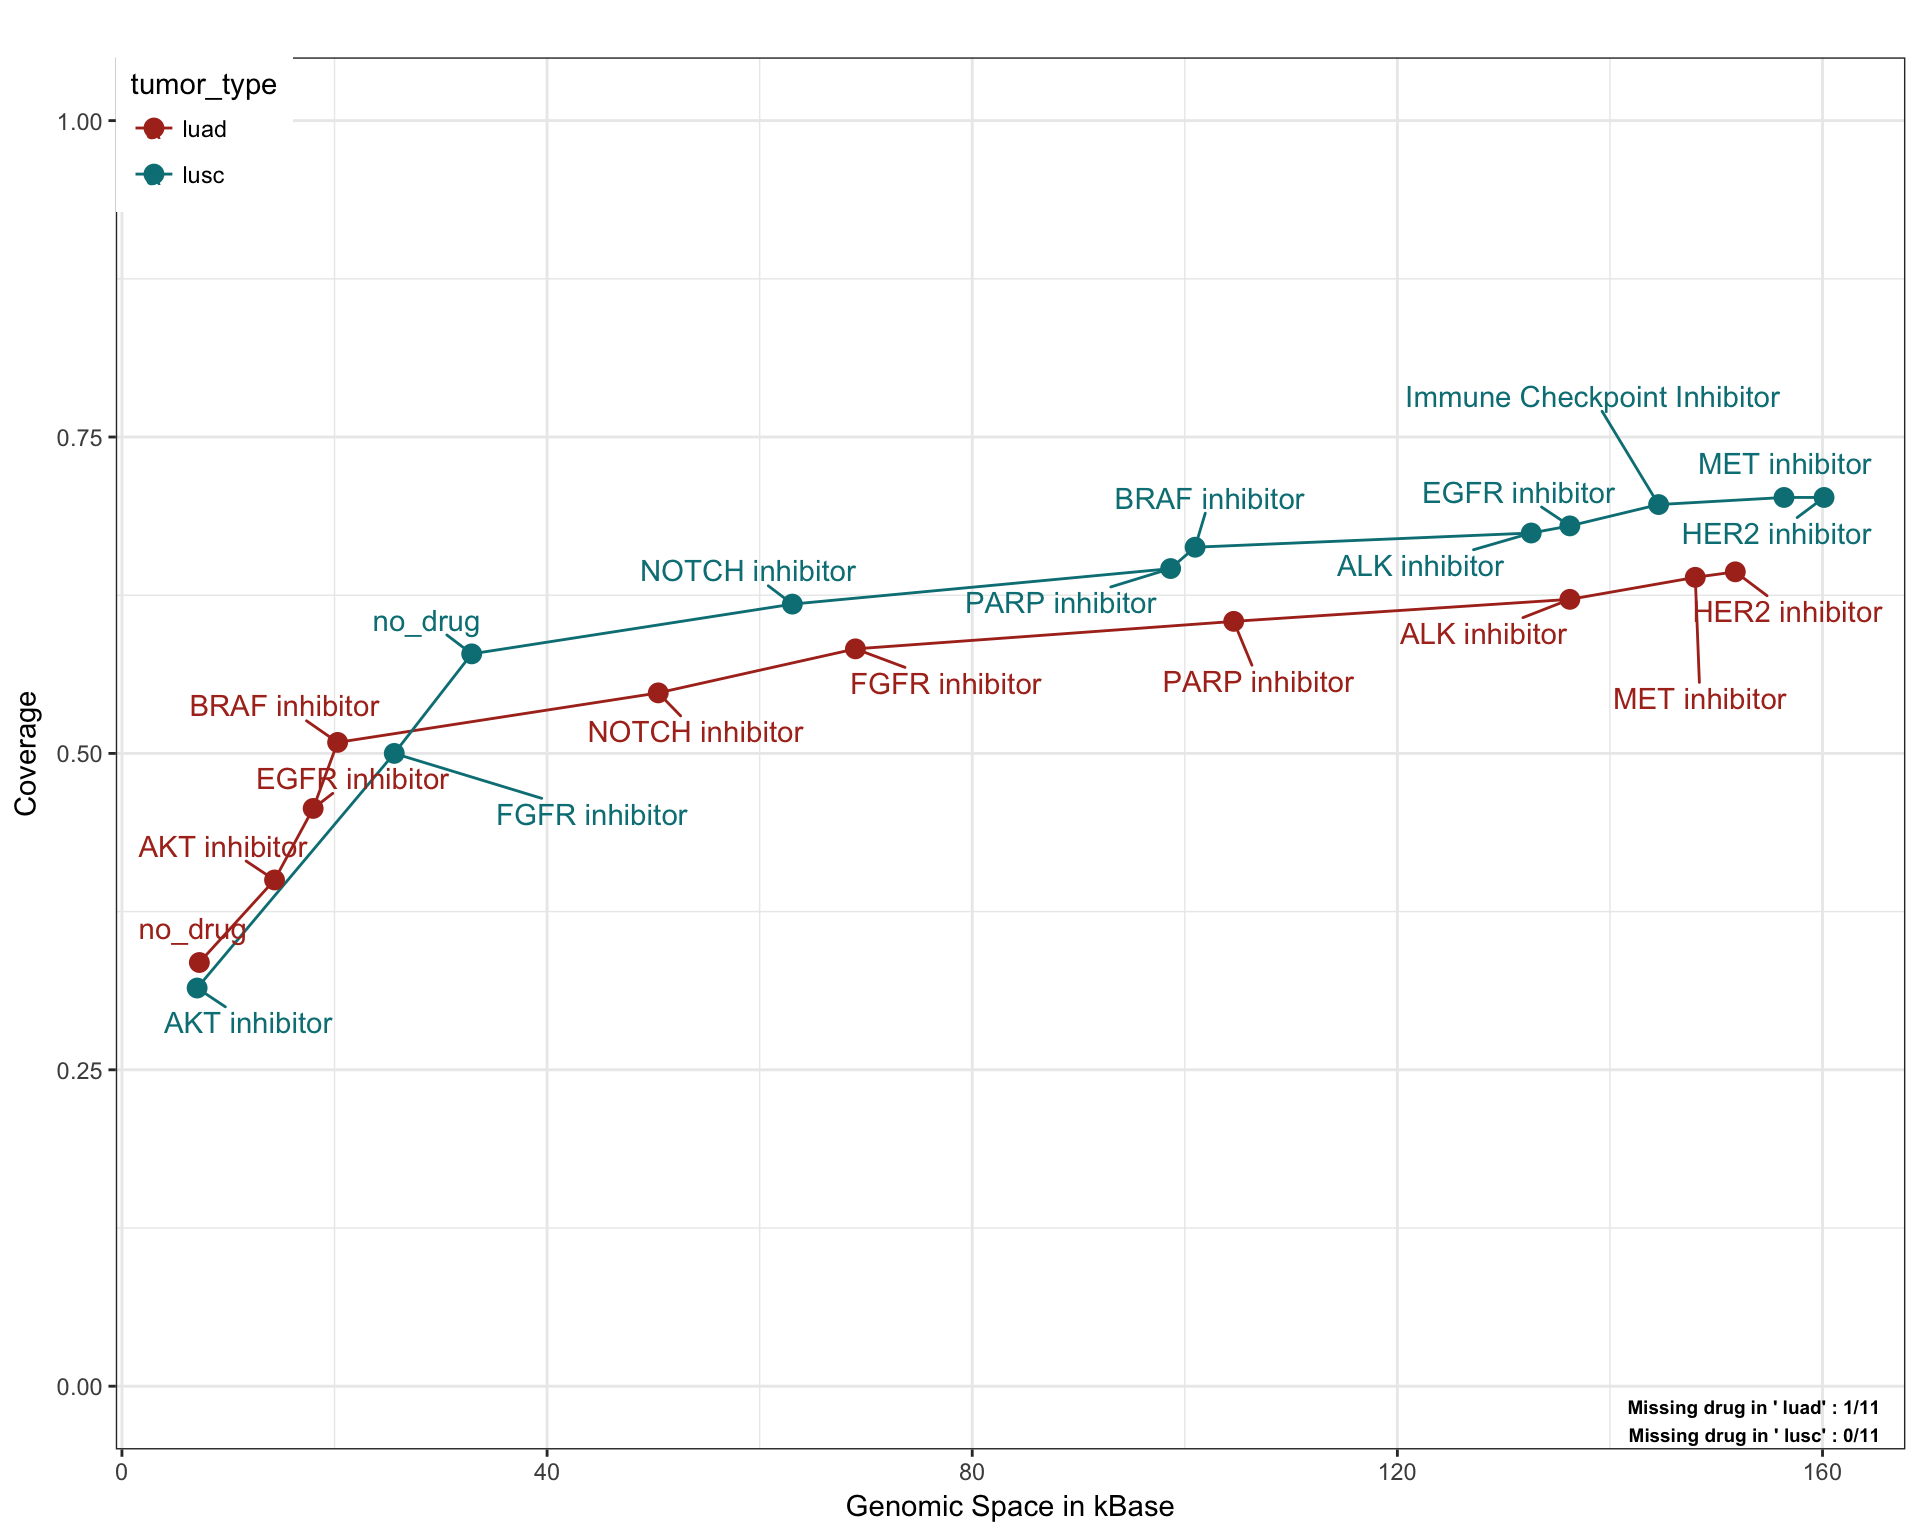 tumor_type
luad
lusc
1.00
0.75
0.50
0.25
0.00
Coverage
Immune Checkpoint Inhibitor
MET inhibitor
EGFR inhibitor
BRAF inhibitor
HER2 inhibitor
ALK inhibitor
NOTCH inhibitor
PARP inhibitor
no_drug
HER2 inhibitor
ALK inhibitor
PARP inhibitor
FGFR inhibitor
MET inhibitor
BRAF inhibitor
NOTCH inhibitor
EGFR inhibitor
FGFR inhibitor
AKT inhibitor
no_drug
AKT inhibitor
Missing drug in ' luad' : 1/11
Missing drug in ' lusc' : 0/11
0
40
80
120
160
Genomic Space in kBase